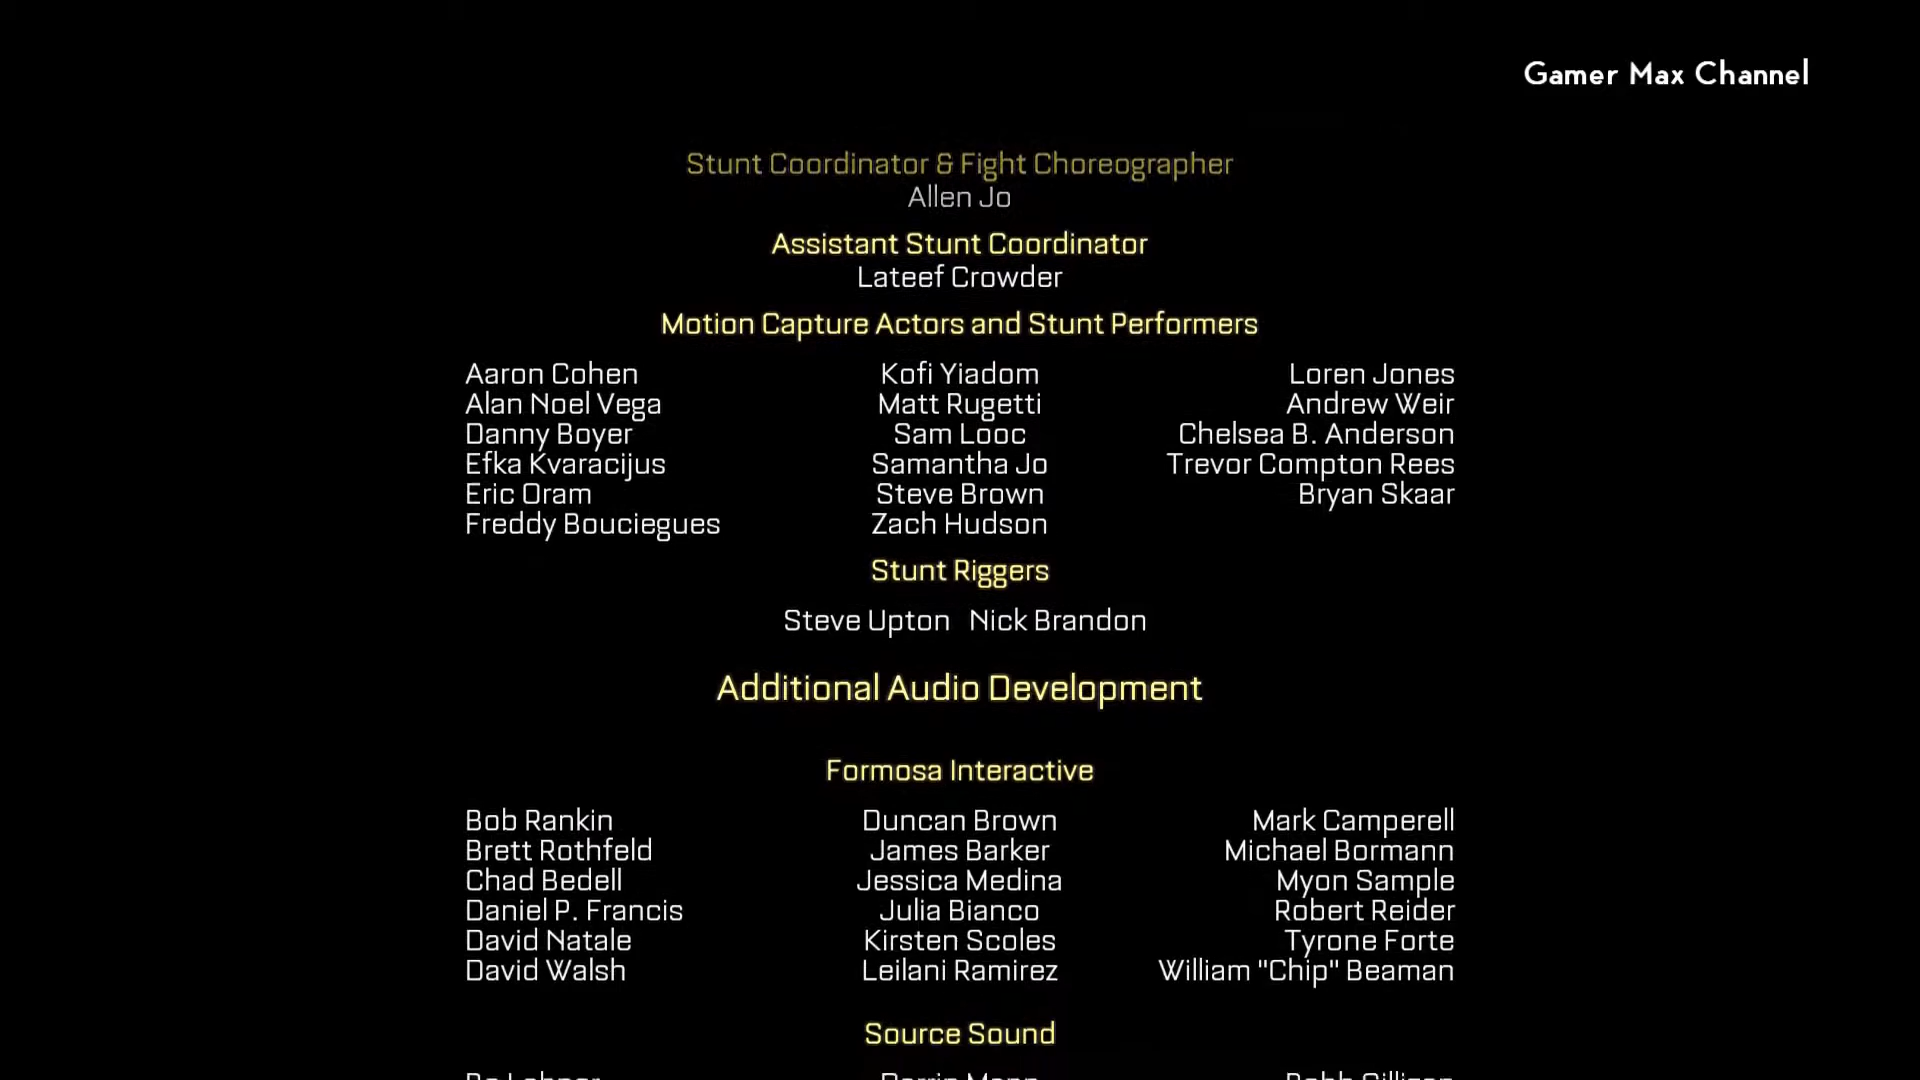 Gamer Max Channel
Stunt Coordinator & Fight Choreographer
Allen Jo
Assistant Stunt Coordinator
Lateef Crowder
Motion Capture Actors and Stunt Performers
Aaron Cohen Kofi Yiadom Loren Jones
Alan Noel Vega Matt Rugetti Andrew Weir
Danny Boyer Sam Looc Chelsea B. Anderson
Efka Kvaracijus Samantha Jo Trevor Compton Rees
Eric Oram Steve Brown Bryan Skaar
Freddy Bouciegues Zach Hudson
Stunt Riggers
Steve Upton Nick Brandon
Additional Audio Development
Formosa Interactive
Bob Rankin Duncan Brown Mark Camperell
Brett Rothfeld James Barker Michael Bormann
Chad Bedell Jessica Medina Myon Sample
Daniel P. Francis Julia Bianco Robert Reider
David Natale Kirsten Scoles Tyrone Forte
David Walsh Leilani Ramirez William "Chip" Beaman
Source Sound